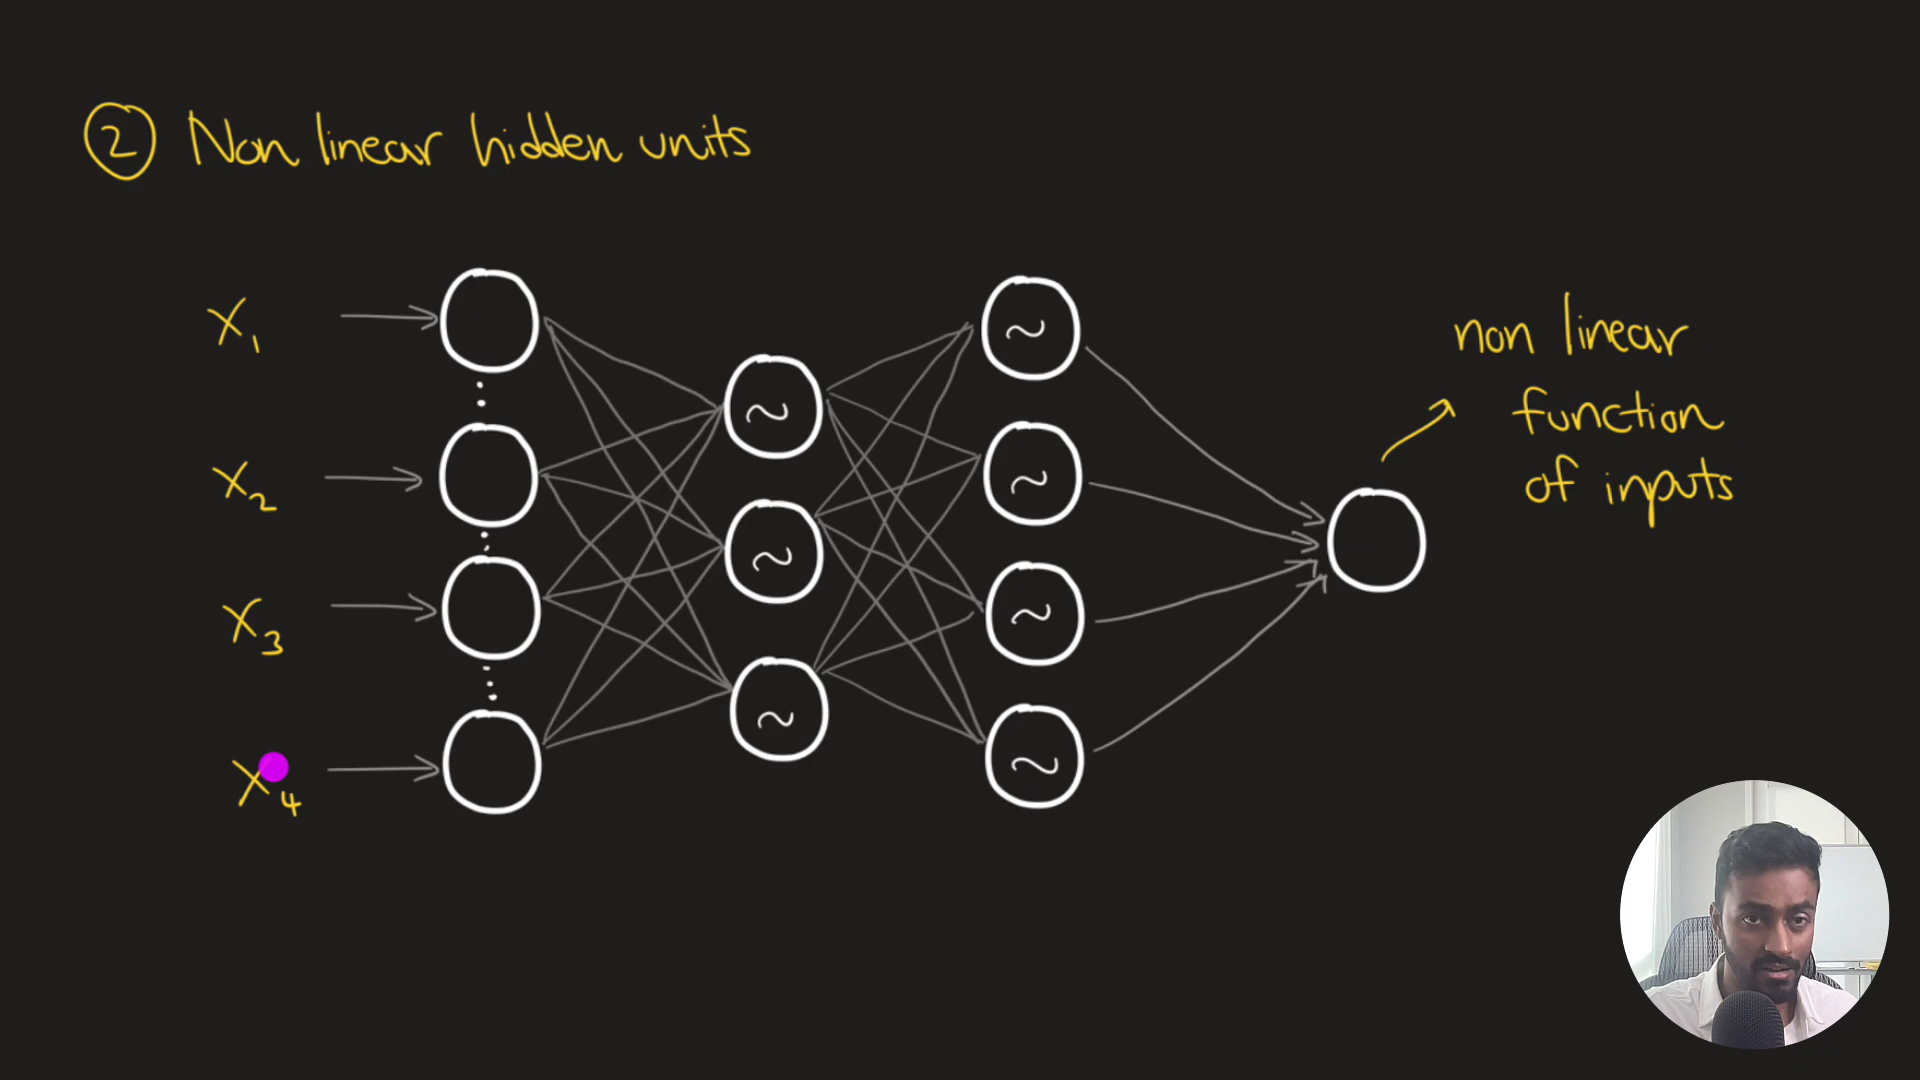 ② Non linear hidden units
X₁
X₂
X₃
X₄
~
~
~
~
~
~
~
non linear
function
of inputs